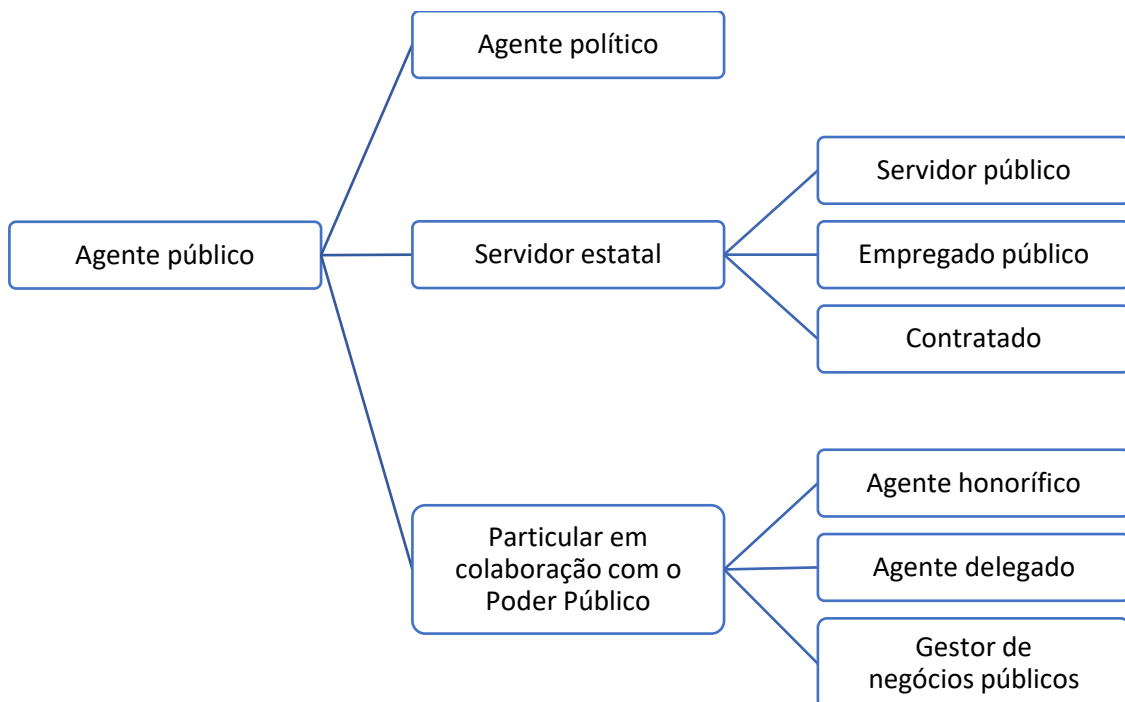 Agente público
Agente político
Servidor estatal
Servidor público
Empregado público
Contratado
Particular em
colaboração com o
Poder Público
Agente honorífico
Agente delegado
Gestor de
negócios públicos